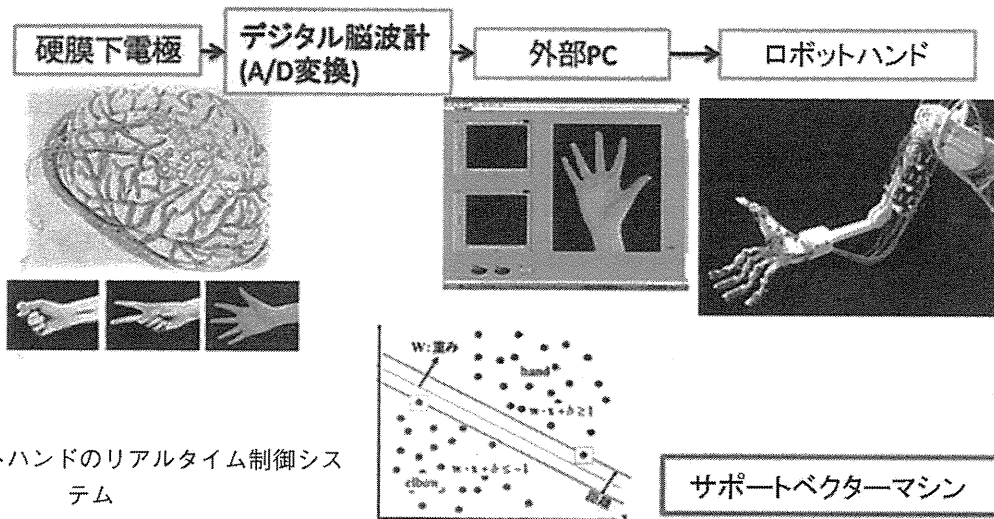 硬膜下電極
デジタル脳波計
(A/D変換)
外部PC
ロボットハンド
W:重み
hand
w·x+b≥1
w·x+b≤-1
elbow
トハンドのリアルタイム制御シス
テム
サポートベクターマシン